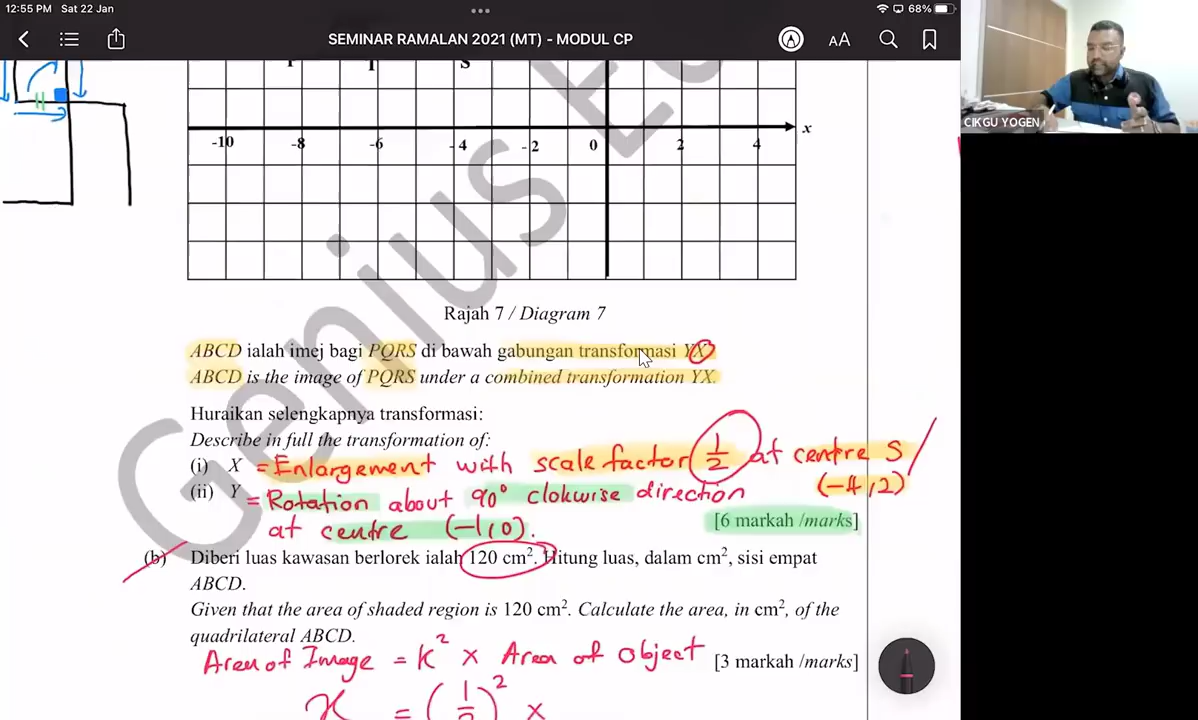 12:55 PM Sat 22 Jan
68%
SEMINAR RAMALAN 2021 (MT) - MODUL CP
AA
CIKGU YOGEN
S
x
-10 -8 -6 -4 -2 0 2 4
Genius
Rajah 7 / Diagram 7
ABCD ialah imej bagi PQRS di bawah gabungan transformasi YX.
ABCD is the image of PQRS under a combined transformation YX.
Huraikan selengkapnya transformasi:
Describe in full the transformation of:
(i) X = Enlargement with scale factor 1/2 at centre S
(-4,2)
(ii) Y = Rotation about 90° clokwise direction
at centre (-1,0).
[6 markah /marks]
(b) Diberi luas kawasan berlorek ialah 120 cm². Hitung luas, dalam cm², sisi empat
ABCD.
Given that the area of shaded region is 120 cm². Calculate the area, in cm², of the
quadrilateral ABCD.
Area of Image = k² × Area of Object
[3 markah /marks]
x = (1/2)² ×